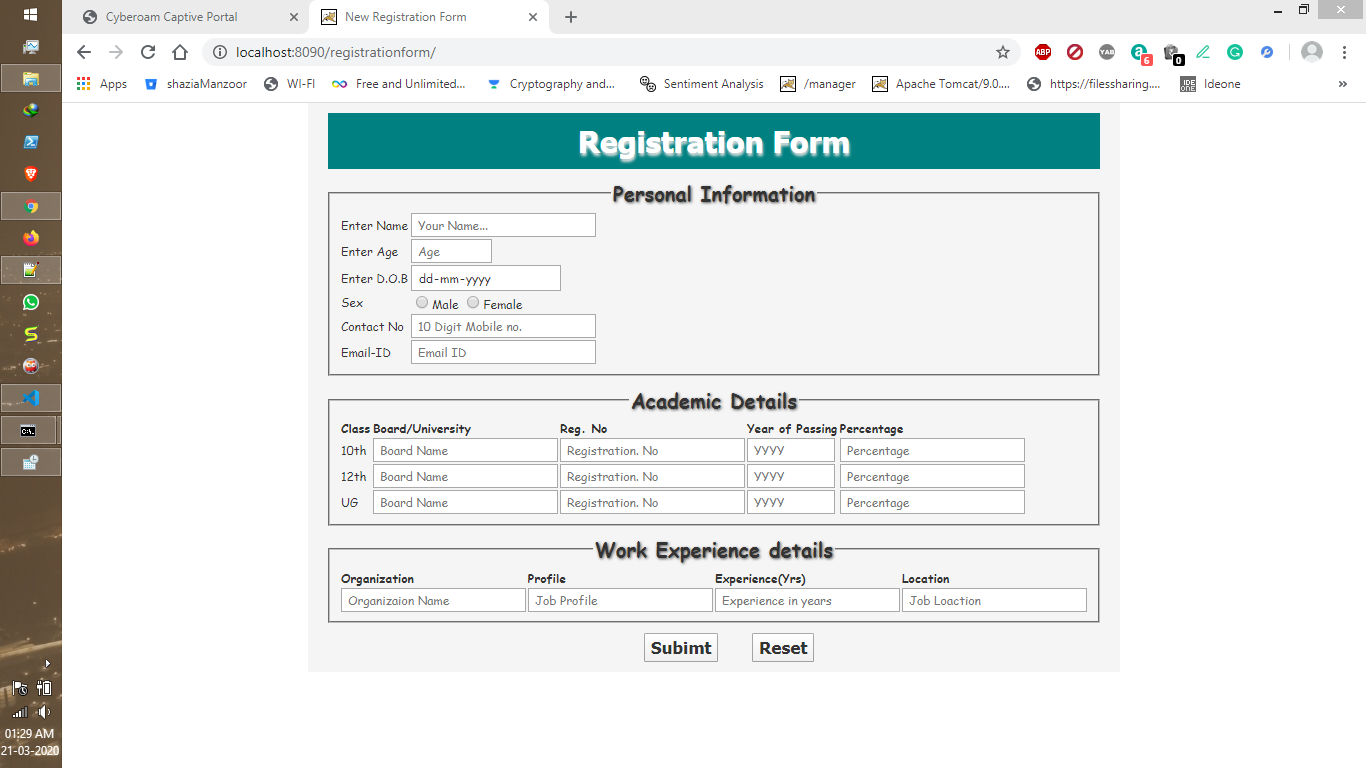 Cyberoam Captive Portal
New Registration Form
localhost:8090/registrationform/
ABP YAB a 6 0
Apps shaziaManzoor WI-FI Free and Unlimited... Cryptography and... Sentiment Analysis /manager Apache Tomcat/9.0.... https://filessharing.... IDE ONE Ideone »
Registration Form
Personal Information
Enter Name Your Name...
Enter Age Age
Enter D.O.B dd-mm-yyyy
Sex Male Female
Contact No 10 Digit Mobile no.
Email-ID Email ID
Academic Details
Class Board/University Reg. No Year of Passing Percentage
10th Board Name Registration. No YYYY Percentage
12th Board Name Registration. No YYYY Percentage
UG Board Name Registration. No YYYY Percentage
Work Experience details
Organization Profile Experience(Yrs) Location
Organizaion Name Job Profile Experience in years Job Loaction
Subimt Reset
01:29 AM
21-03-2020